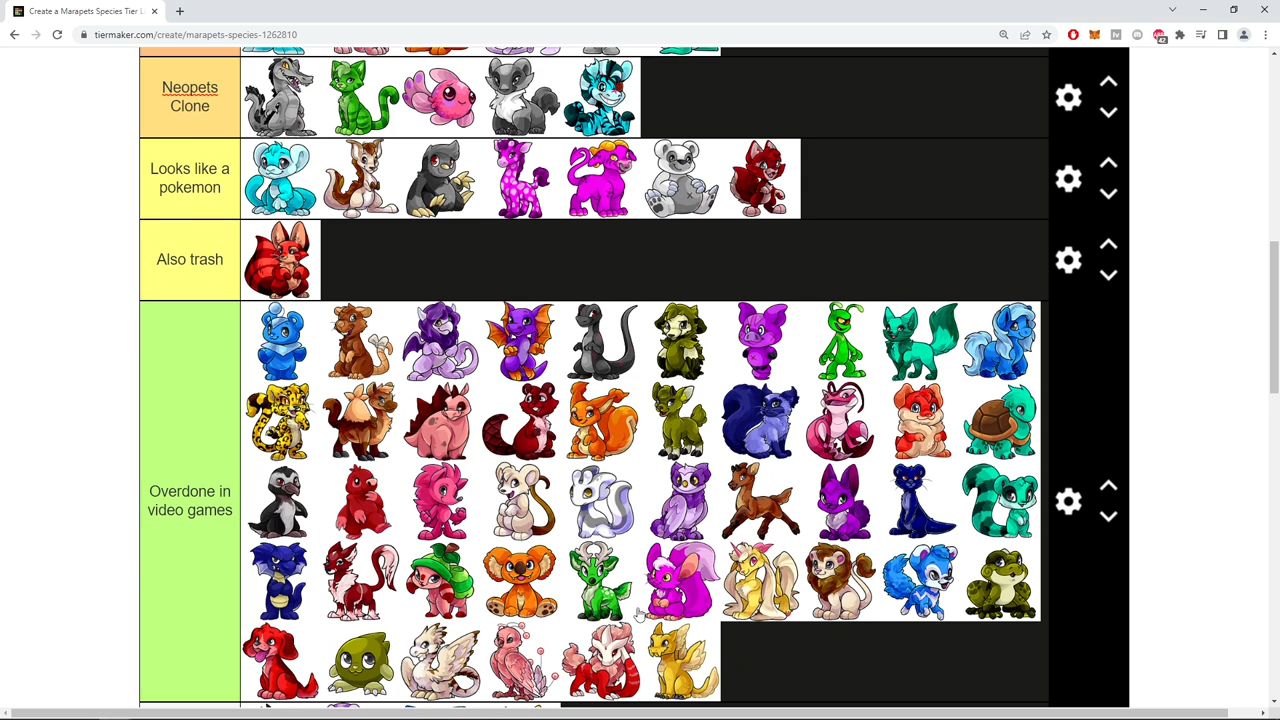 Create a Marapets Species Tier L
tiermaker.com/create/marapets-species-1262810
42
Neopets
Clone
Looks like a
pokemon
Also trash
Overdone in
video games